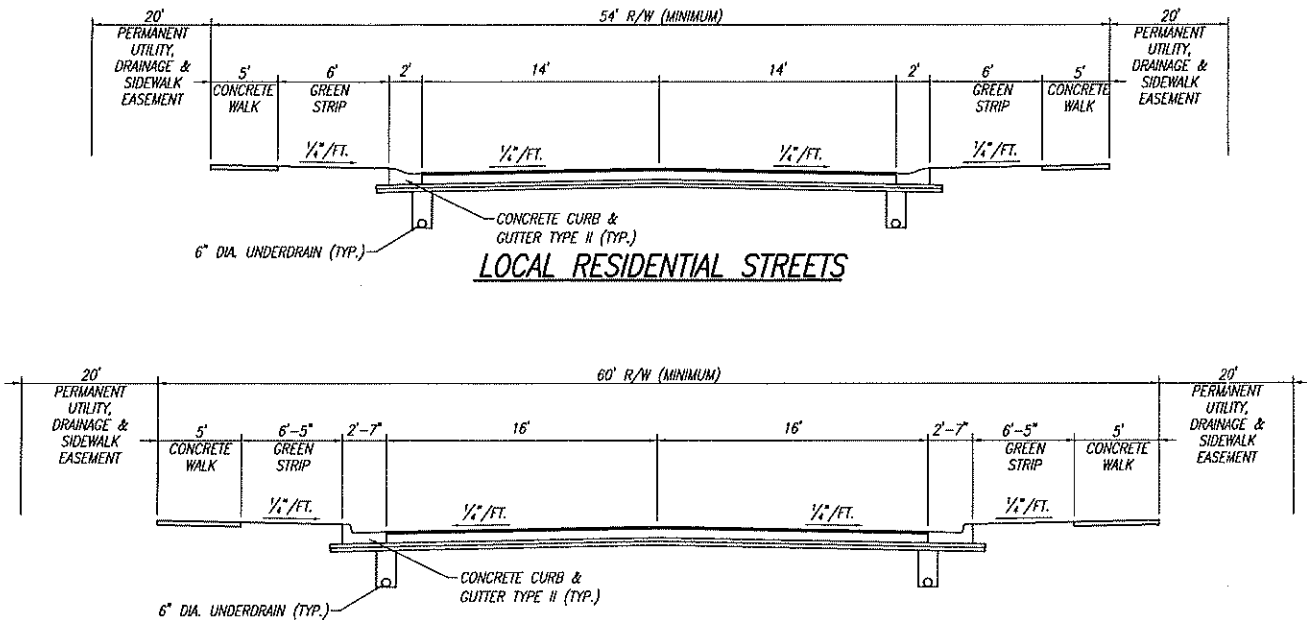 20'
54' R/W (MINIMUM)
20'
PERMANENT
UTILITY,
DRAINAGE &
SIDEWALK
EASEMENT
PERMANENT
UTILITY,
DRAINAGE &
SIDEWALK
EASEMENT
5'
6'
2'
14'
14'
2'
6'
5'
CONCRETE
WALK
GREEN
STRIP
GREEN
STRIP
CONCRETE
WALK
1/4"/FT.
1/4"/FT.
1/4"/FT.
1/4"/FT.
CONCRETE CURB &
GUTTER TYPE II (TYP.)
6" DIA. UNDERDRAIN (TYP.)
LOCAL RESIDENTIAL STREETS
20'
60' R/W (MINIMUM)
20'
PERMANENT
UTILITY,
DRAINAGE &
SIDEWALK
EASEMENT
PERMANENT
UTILITY,
DRAINAGE &
SIDEWALK
EASEMENT
5'
6'-5"
2'-7"
16'
16'
2'-7"
6'-5"
5'
CONCRETE
WALK
GREEN
STRIP
GREEN
STRIP
CONCRETE
WALK
1/4"/FT.
1/4"/FT.
1/4"/FT.
1/4"/FT.
CONCRETE CURB &
GUTTER TYPE II (TYP.)
6" DIA. UNDERDRAIN (TYP.)